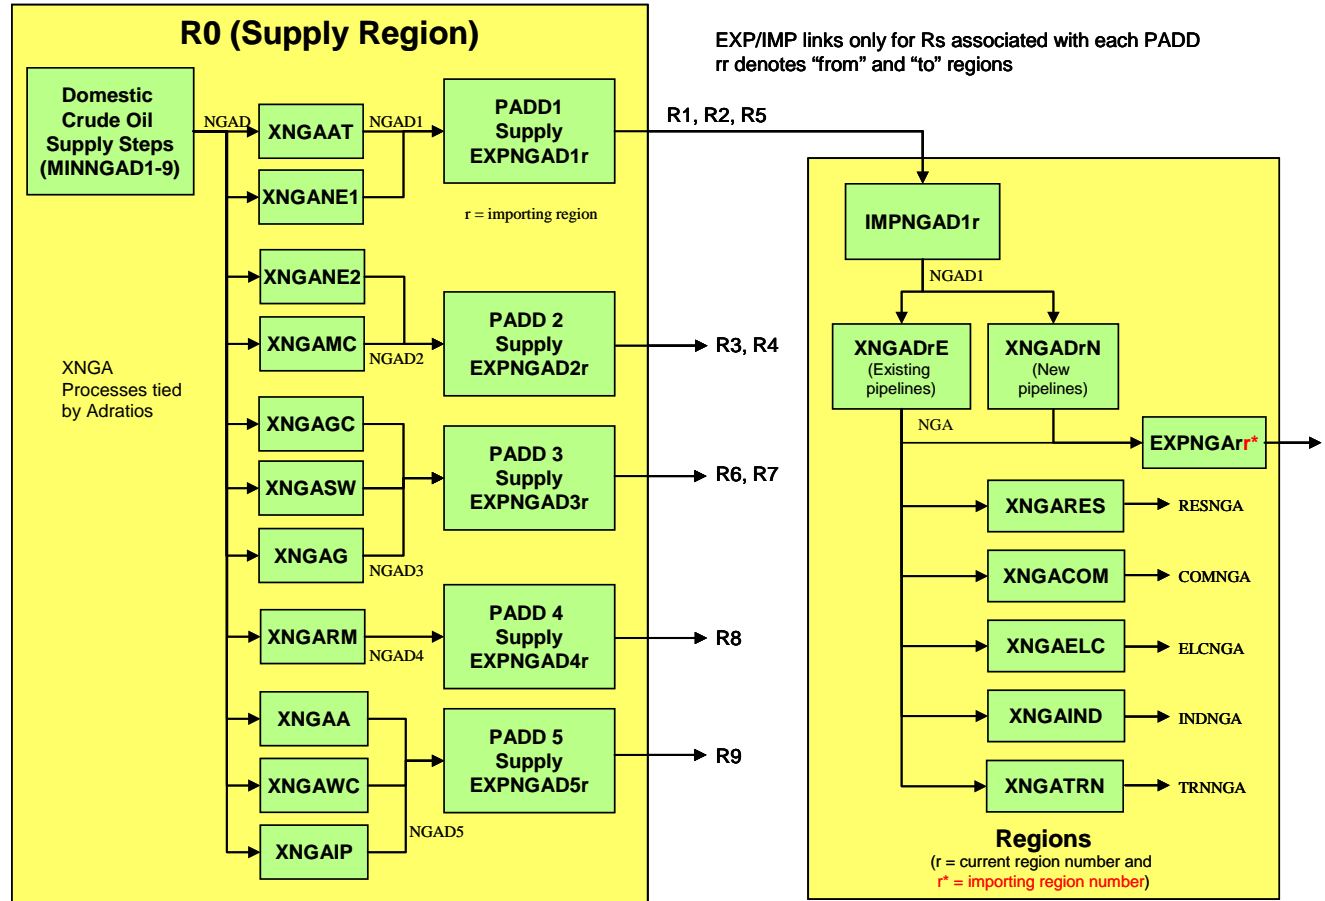 R0 (Supply Region)
EXP/IMP links only for Rs associated with each PADD
rr denotes “from” and “to” regions
Domestic
Crude Oil
Supply Steps
(MINNGAD1-9)
NGAD
XNGAAT
NGAD1
PADD1
Supply
EXPNGAD1r
R1, R2, R5
XNGANE1
r = importing region
IMPNGAD1r
NGAD1
XNGANE2
XNGAMC
NGAD2
PADD 2
Supply
EXPNGAD2r
R3, R4
XNGADrE
(Existing
pipelines)
XNGADrN
(New
pipelines)
XNGA
Processes tied
by Adratios
NGA
EXPNGArr*
XNGAGC
XNGASW
XNGAG
NGAD3
PADD 3
Supply
EXPNGAD3r
R6, R7
XNGARES
RESNGA
XNGACOM
COMNGA
XNGARM
NGAD4
PADD 4
Supply
EXPNGAD4r
R8
XNGAELC
ELCNGA
XNGAA
XNGAWC
XNGAIP
NGAD5
PADD 5
Supply
EXPNGAD5r
R9
XNGAIND
INDNGA
XNGATRN
TRNNGA
Regions
(r = current region number and
r* = importing region number)